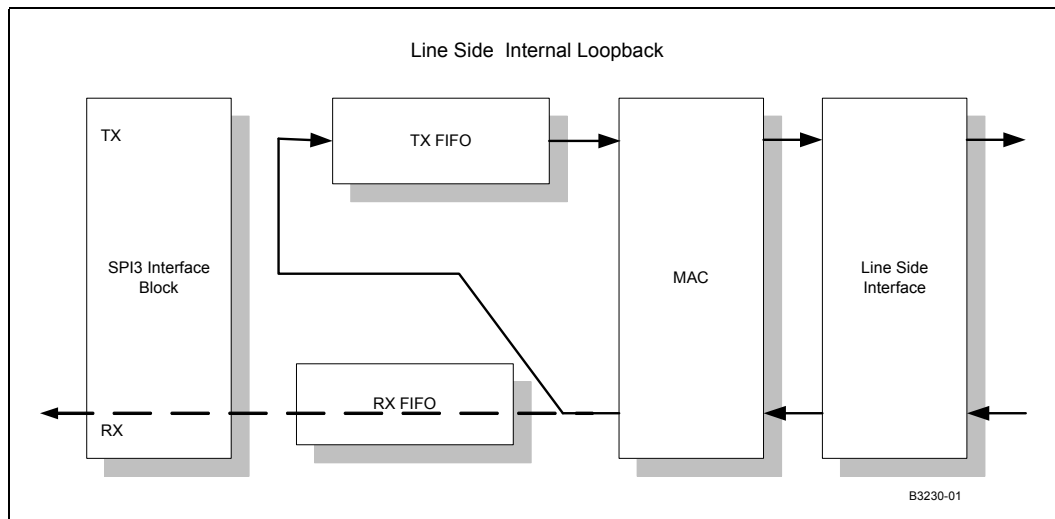 Line Side Internal Loopback
TX
TX FIFO
SPI3 Interface
Block
MAC
Line Side
Interface
RX FIFO
RX
B3230-01